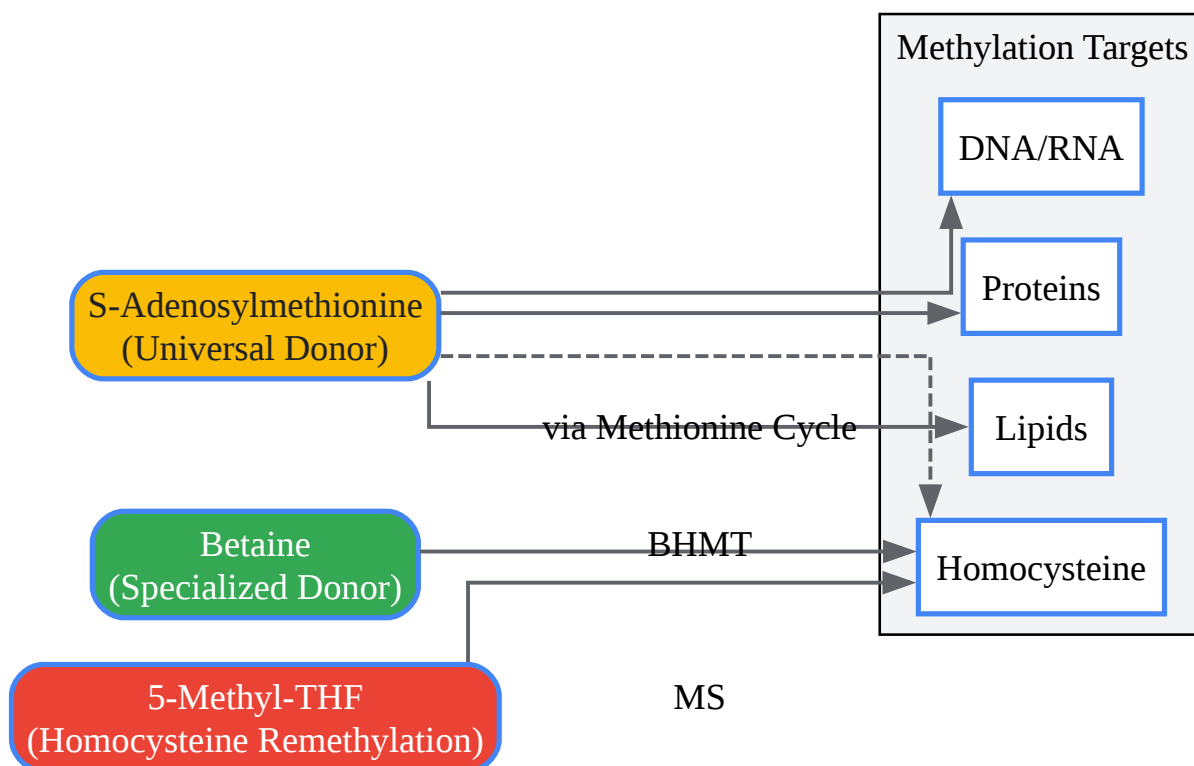 Methylation Targets
DNA/RNA
Proteins
S-Adenosylmethionine
(Universal Donor)
via Methionine Cycle
Lipids
Betaine
(Specialized Donor)
BHMT
Homocysteine
5-Methyl-THF
(Homocysteine Remethylation)
MS